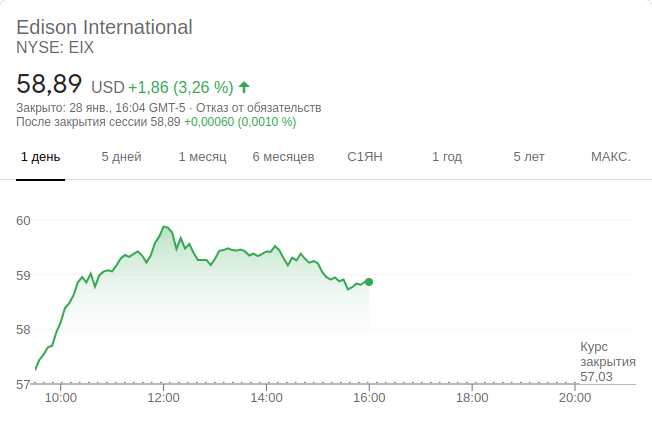 Edison International
NYSE: EIX
58,89 USD +1,86 (3,26 %)
Закрыто: 28 янв., 16:04 GMT-5 · Отказ от обязательств
После закрытия сессии 58,89 +0,00060 (0,0010 %)
1 день 5 дней 1 месяц 6 месяцев С1ЯН 1 год 5 лет МАКС.
60
59
58
Курс
закрытия
57,03
57
10:00 12:00 14:00 16:00 18:00 20:00